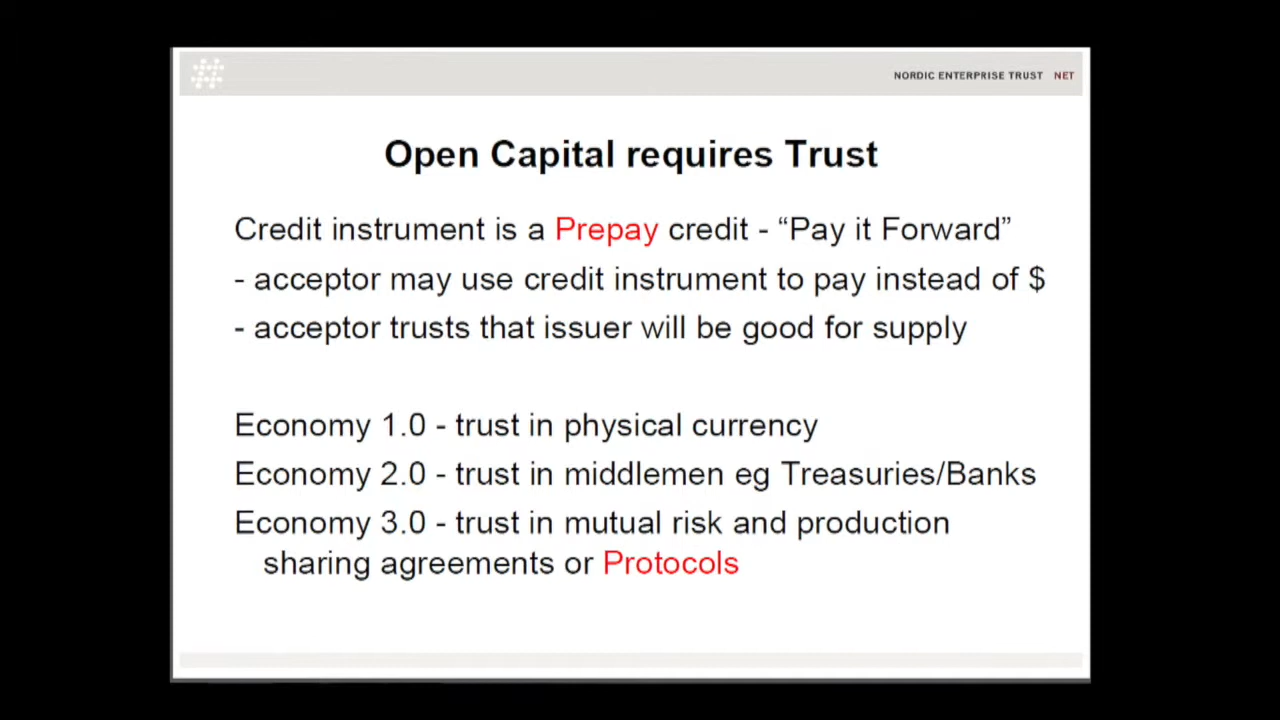 NORDIC ENTERPRISE TRUST NET
Open Capital requires Trust
Credit instrument is a Prepay credit - “Pay it Forward”
- acceptor may use credit instrument to pay instead of $
- acceptor trusts that issuer will be good for supply
Economy 1.0 - trust in physical currency
Economy 2.0 - trust in middlemen eg Treasuries/Banks
Economy 3.0 - trust in mutual risk and production
sharing agreements or Protocols